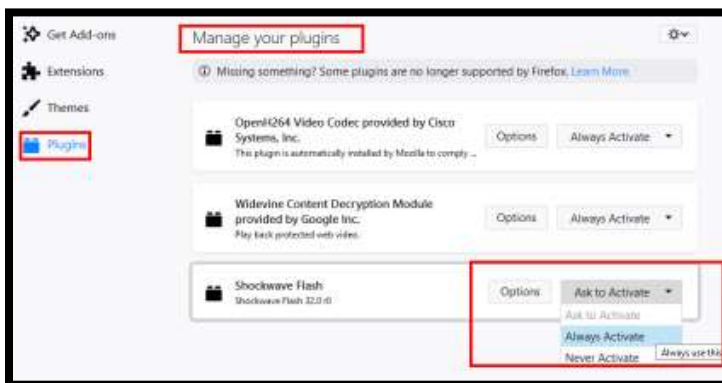 Get Add-ons
Manage your plugins
Extensions
Missing something? Some plugins are no longer supported by Firefox. Learn More
Themes
Plugins
OpenH264 Video Codec provided by Cisco
Systems, Inc.
This plugin is automatically installed by Mozilla to comply ...
Options
Always Activate
Widevine Content Decryption Module
provided by Google Inc.
Play back protected web video.
Options
Always Activate
Shockwave Flash
Shockwave Flash 32.0 r0
Options
Ask to Activate
Ask to Activate
Always Activate
Never Activate
Always use this